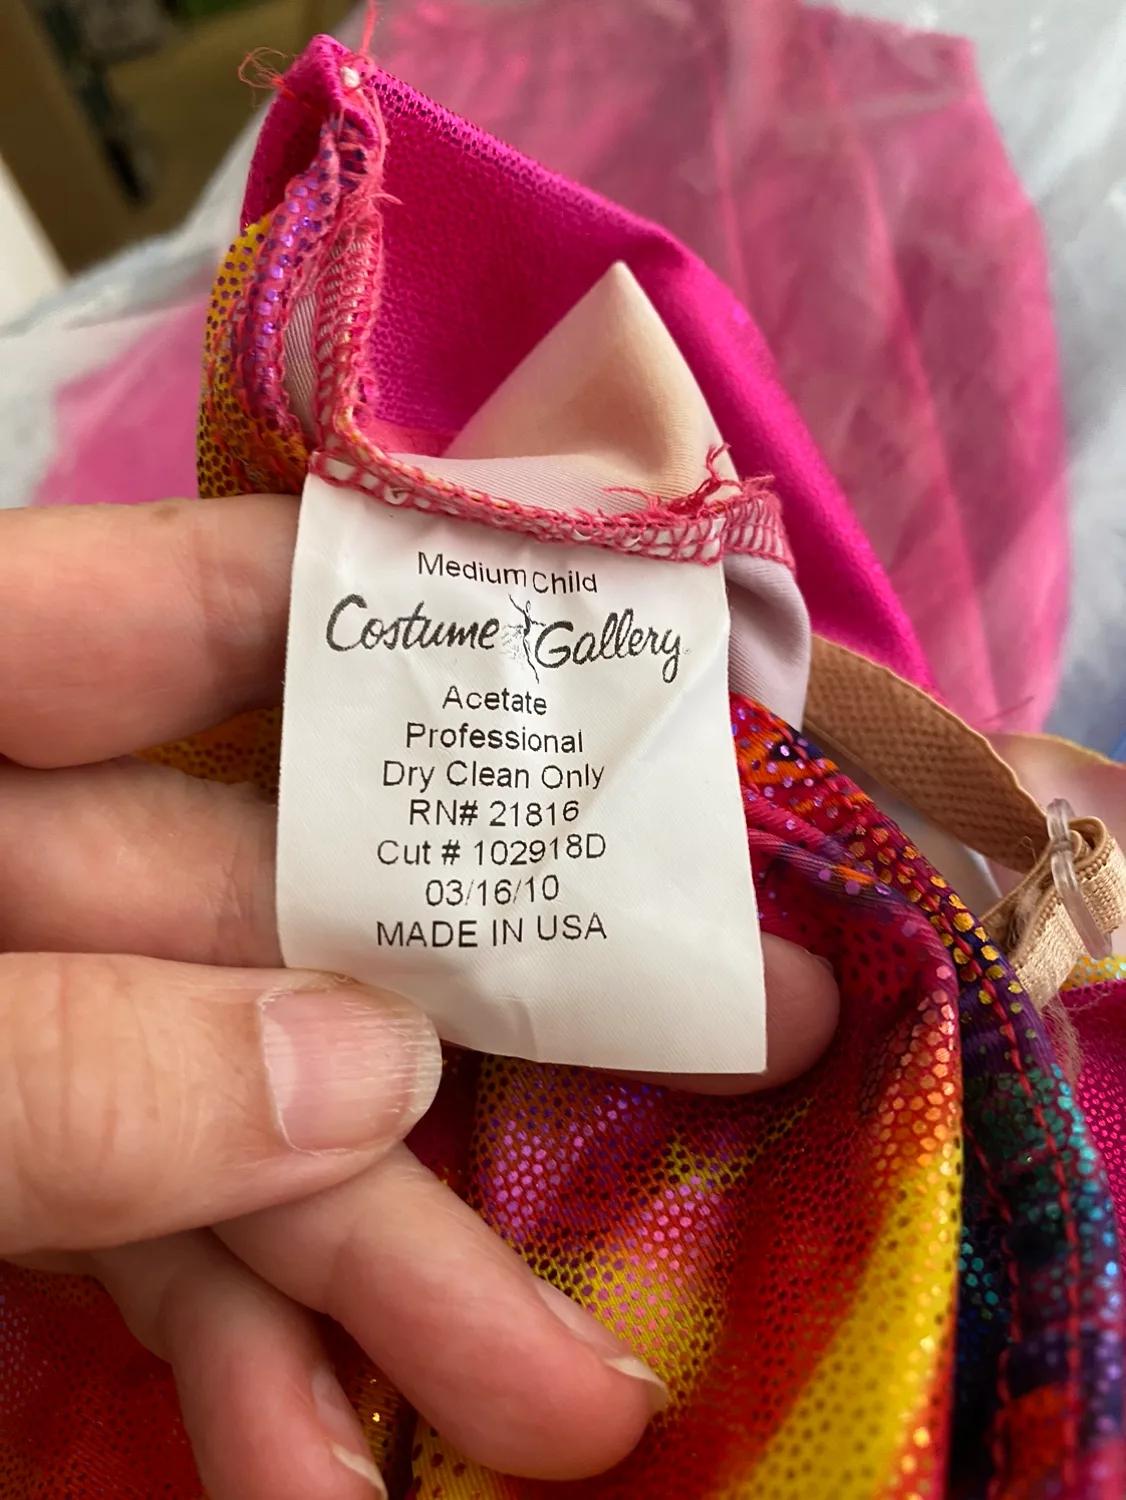 Medium Child
Costume Gallery
Acetate
Professional
Dry Clean Only
RN# 21816
Cut # 102918D
03/16/10
MADE IN USA